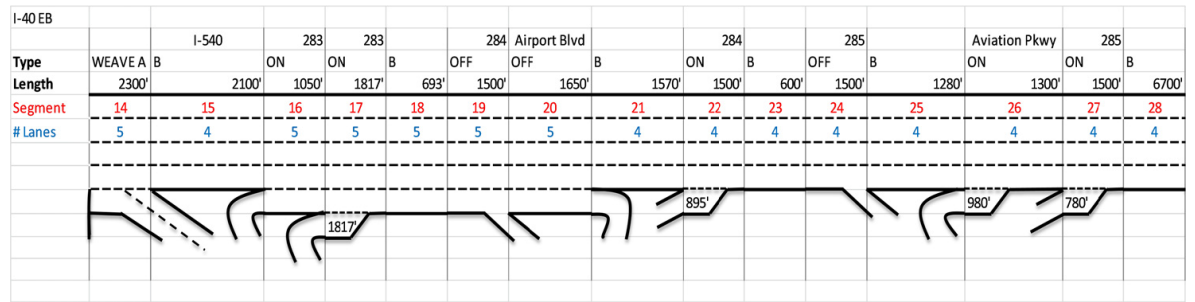 I-40 EB
I-540 283 283 284 Airport Blvd 284 285 Aviation Pkwy 285
Type WEAVE A B ON ON B OFF OFF B ON B OFF B ON ON B
Length 2300' 2100' 1050' 1817' 693' 1500' 1650' 1570' 1500' 600' 1500' 1280' 1300' 1500' 6700'
Segment 14 15 16 17 18 19 20 21 22 23 24 25 26 27 28
# Lanes 5 4 5 5 5 5 5 4 4 4 4 4 4 4 4
895' 980' 780'
1817'